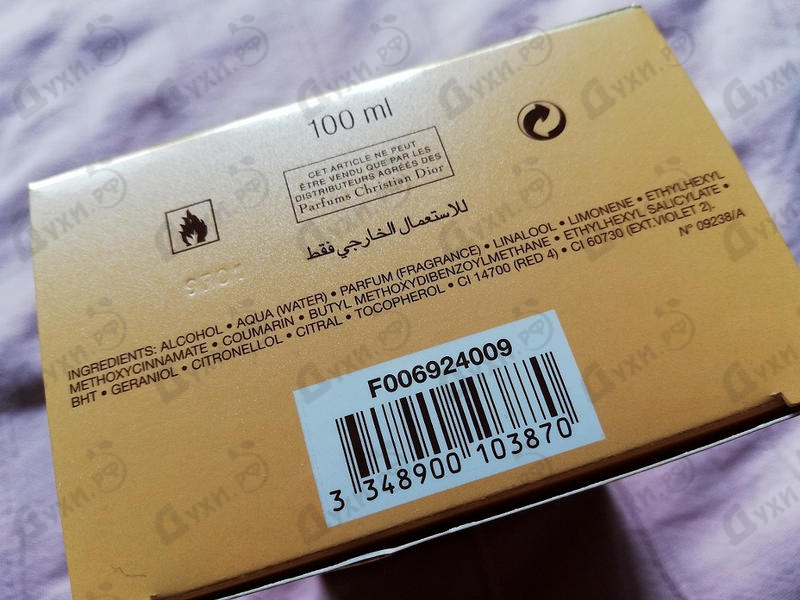 100 ml
CET ARTICLE NE PEUT
ÊTRE VENDU QUE PAR LES
DISTRIBUTEURS AGRÉÉS DES
Parfums Christian Dior
للاستعمال الخارجي فقط
INGREDIENTS: ALCOHOL • AQUA (WATER) • PARFUM (FRAGRANCE) • LINALOOL • LIMONENE • ETHYLHEXYL
METHOXYCINNAMATE • COUMARIN • BUTYL METHOXYDIBENZOYLMETHANE • ETHYLHEXYL SALICYLATE •
BHT • GERANIOL • CITRONELLOL • CITRAL • TOCOPHEROL • CI 14700 (RED 4) • CI 60730 (EXT.VIOLET 2).
N° 09238/A
F006924009
3 348900 103870
Духи.рф